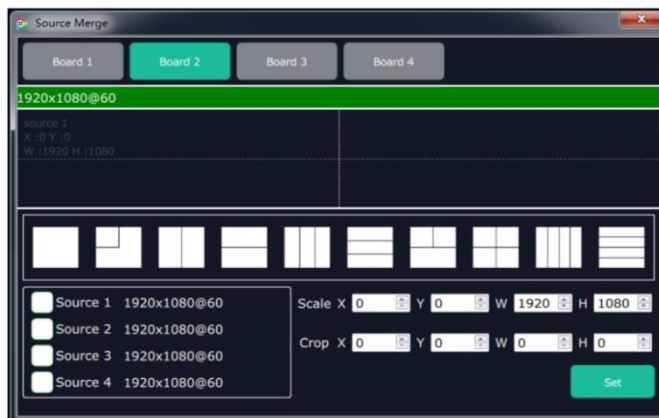 Source Merge
Board 1 Board 2 Board 3 Board 4
1920x1080@60
source 1
X :0 Y :0
W :1920 H :1080
Source 1 1920x1080@60
Source 2 1920x1080@60
Source 3 1920x1080@60
Source 4 1920x1080@60
Scale X 0 Y 0 W 1920 H 1080
Crop X 0 Y 0 W 0 H 0
Set